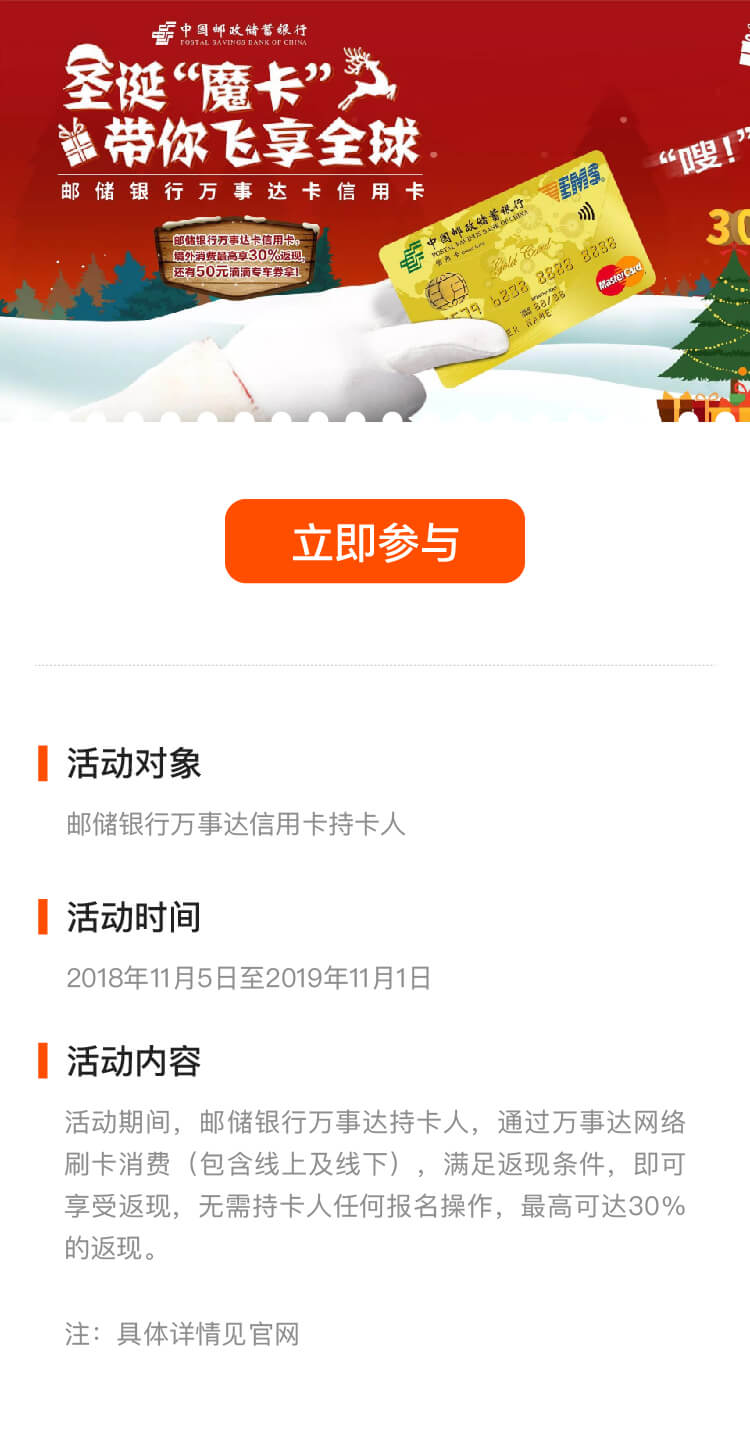 中国邮政储蓄银行
POSTAL SAVINGS BANK OF CHINA
圣诞“魔卡”
带你飞享全球
邮储银行万事达卡信用卡
邮储银行万事达卡信用卡,
境外消费最高享30%返现,
还有50元滴滴专车券拿!
“嗖!”
30
EMS
中国邮政储蓄银行
POSTAL SAVINGS BANK OF CHINA
Gold Card
6288 8888 8888
88/88
MasterCard
立即参与
活动对象
邮储银行万事达信用卡持卡人
活动时间
2018年11月5日至2019年11月1日
活动内容
活动期间，邮储银行万事达持卡人，通过万事达网络
刷卡消费（包含线上及线下），满足返现条件，即可
享受返现，无需持卡人任何报名操作，最高可达30%
的返现。
注：具体详情见官网